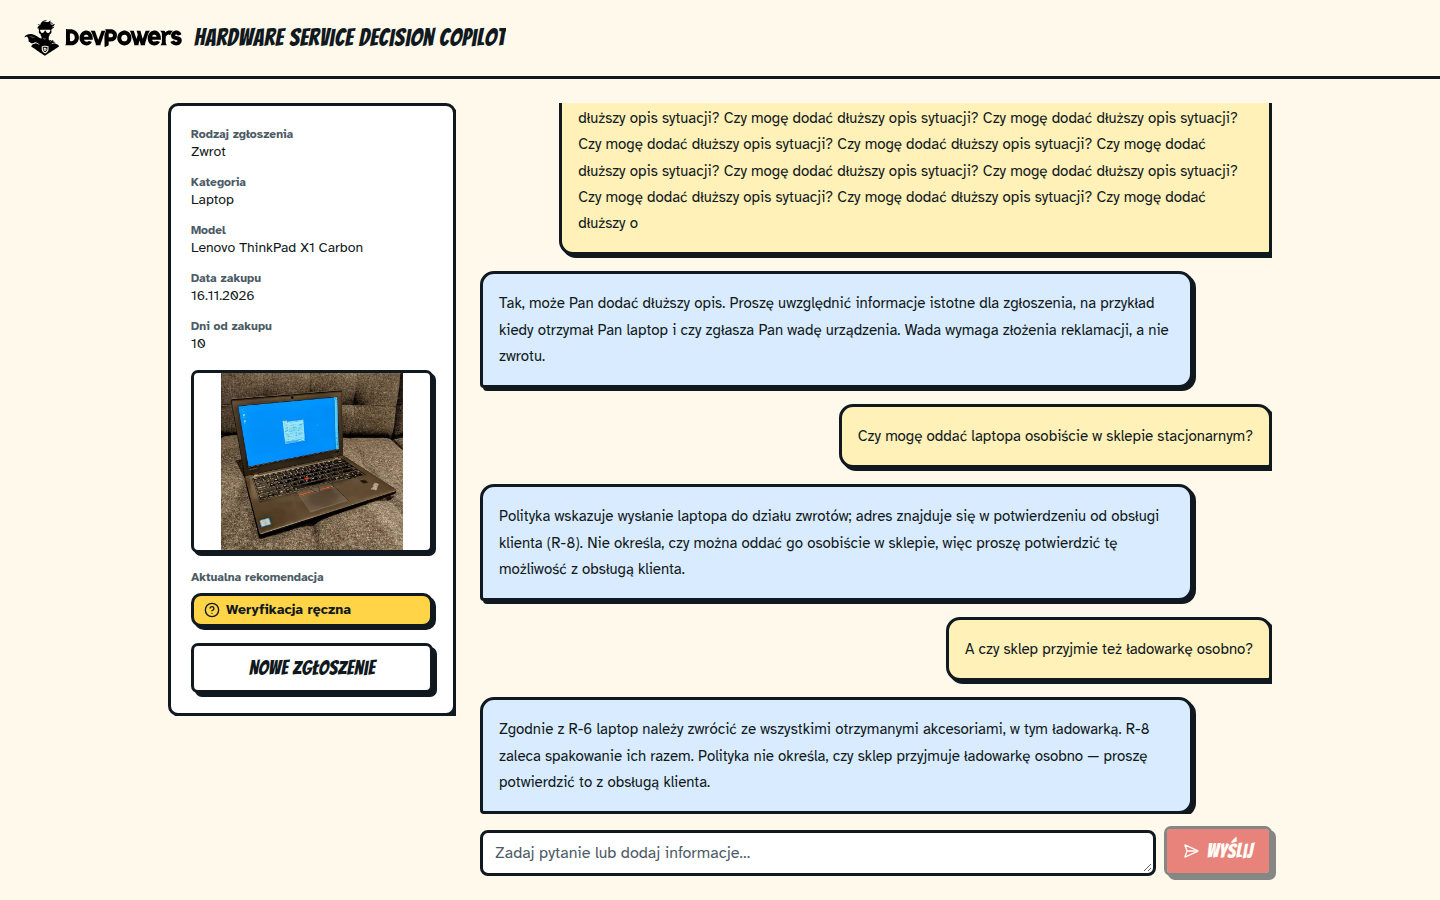 DevPowers HARDWARE SERVICE DECISION COPILOT
Rodzaj zgłoszenia
Zwrot
Kategoria
Laptop
Model
Lenovo ThinkPad X1 Carbon
Data zakupu
16.11.2026
Dni od zakupu
10
Aktualna rekomendacja
Weryfikacja ręczna
NOWE ZGŁOSZENIE
dłuższy opis sytuacji? Czy mogę dodać dłuższy opis sytuacji? Czy mogę dodać dłuższy opis sytuacji?
Czy mogę dodać dłuższy opis sytuacji? Czy mogę dodać dłuższy opis sytuacji? Czy mogę dodać
dłuższy opis sytuacji? Czy mogę dodać dłuższy opis sytuacji? Czy mogę dodać dłuższy opis sytuacji?
Czy mogę dodać dłuższy opis sytuacji? Czy mogę dodać dłuższy opis sytuacji? Czy mogę dodać
dłuższy o
Tak, może Pan dodać dłuższy opis. Proszę uwzględnić informacje istotne dla zgłoszenia, na przykład
kiedy otrzymał Pan laptop i czy zgłasza Pan wadę urządzenia. Wada wymaga złożenia reklamacji, a nie
zwrotu.
Czy mogę oddać laptopa osobiście w sklepie stacjonarnym?
Polityka wskazuje wysłanie laptopa do działu zwrotów; adres znajduje się w potwierdzeniu od obsługi
klienta (R-8). Nie określa, czy można oddać go osobiście w sklepie, więc proszę potwierdzić tę
możliwość z obsługą klienta.
A czy sklep przyjmie też ładowarkę osobno?
Zgodnie z R-6 laptop należy zwrócić ze wszystkimi otrzymanymi akcesoriami, w tym ładowarką. R-8
zaleca spakowanie ich razem. Polityka nie określa, czy sklep przyjmuje ładowarkę osobno — proszę
potwierdzić to z obsługą klienta.
Zadaj pytanie lub dodaj informacje...
WYŚLIJ